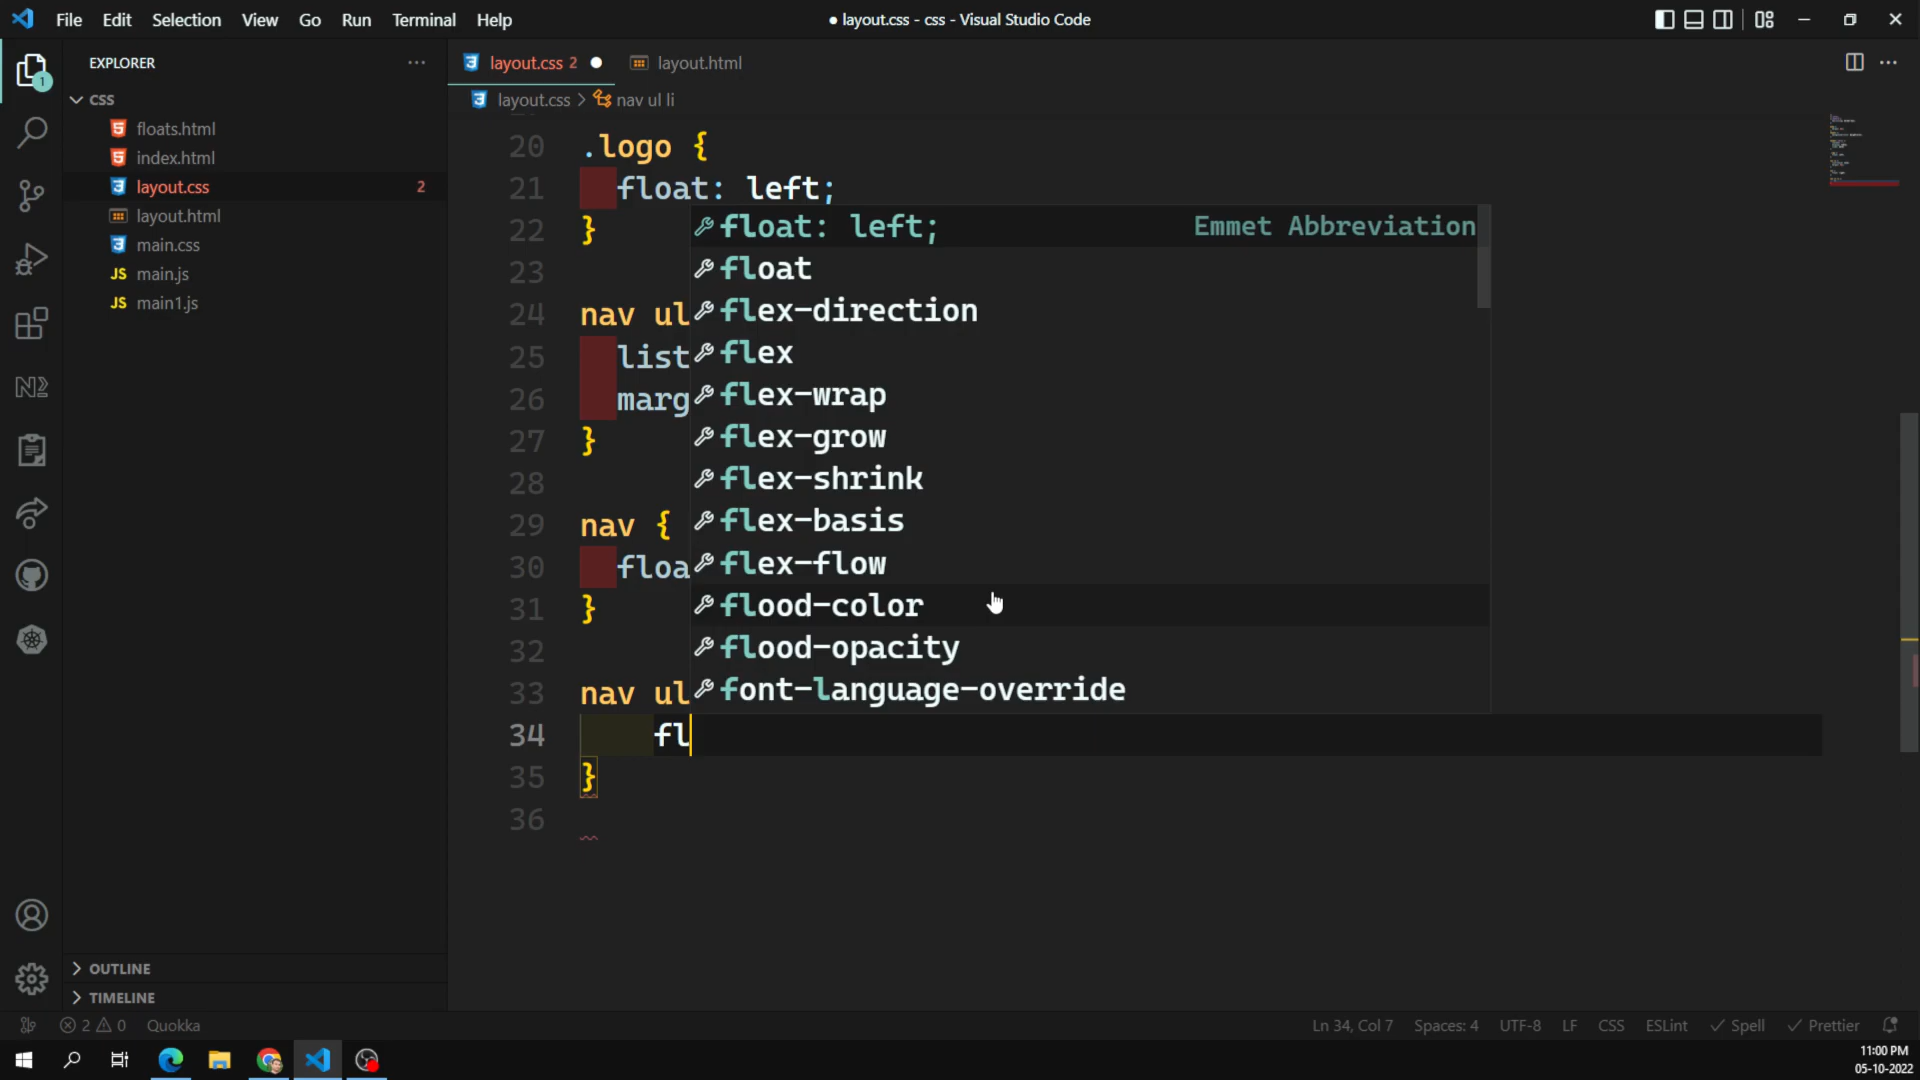 File Edit Selection View Go Run Terminal Help
● layout.css - css - Visual Studio Code
EXPLORER
CSS
floats.html
index.html
layout.css 2
layout.html
main.css
JS main.js
JS main1.js
OUTLINE
TIMELINE
layout.css 2 ●
layout.html
layout.css > nav ul li
20 .logo {
21 float: left;
22 }
23
24 nav ul
25 list
26 marg
27 }
28
29 nav {
30 floa
31 }
32
33 nav ul
34 fl
35 }
36
float: left; Emmet Abbreviation
float
flex-direction
flex
flex-wrap
flex-grow
flex-shrink
flex-basis
flex-flow
flood-color
flood-opacity
font-language-override
1
2 0 Quokka
Ln 34, Col 7 Spaces: 4 UTF-8 LF CSS ESLint Spell Prettier
11:00 PM
05-10-2022